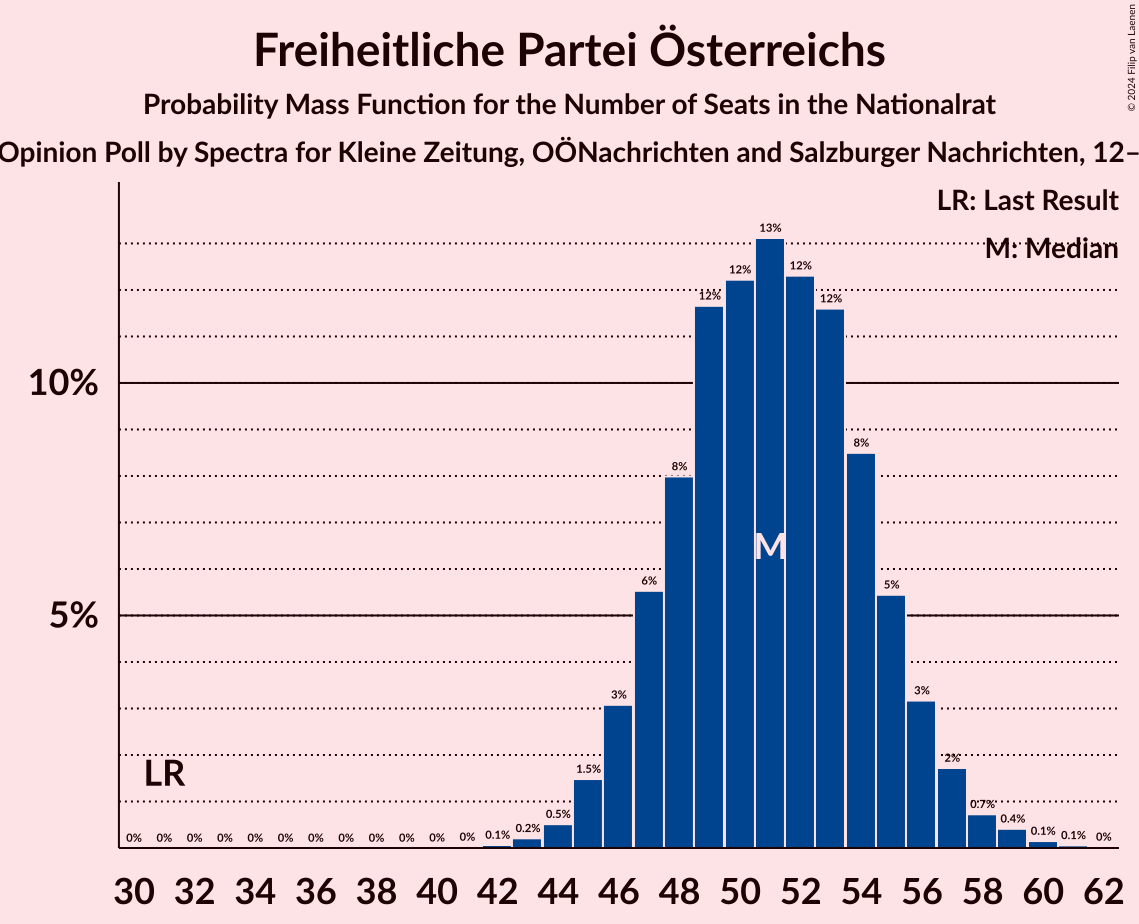 Freiheitliche Partei Österreichs
Probability Mass Function for the Number of Seats in the Nationalrat
Opinion Poll by Spectra for Kleine Zeitung, OÖNachrichten and Salzburger Nachrichten, 12–
© 2024 Filip van Laenen
LR: Last Result
M: Median
13%
12% 12% 12%
12% 12%
10%
8% 8%
M
6% 5%
5%
3% 3%
LR
1.5% 2%
0% 0% 0% 0% 0% 0% 0% 0% 0% 0% 0% 0% 0.1% 0.2% 0.5% 0.7% 0.4% 0.1% 0.1% 0%
30 32 34 36 38 40 42 44 46 48 50 52 54 56 58 60 62